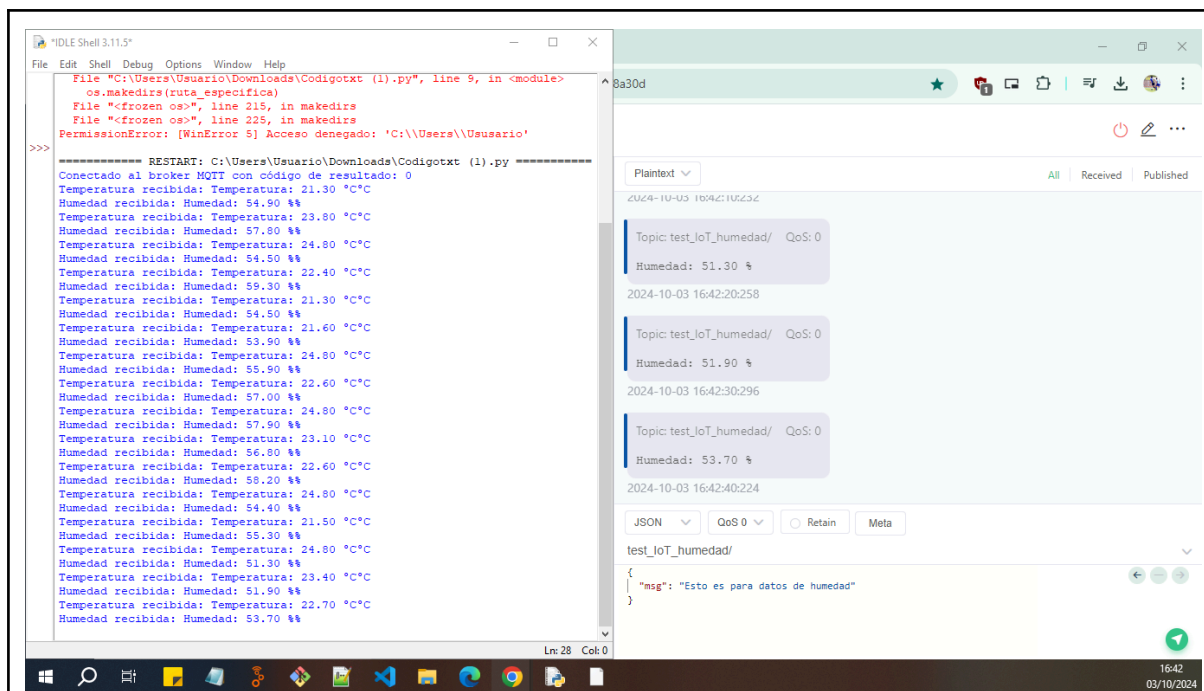 *IDLE Shell 3.11.5*
File Edit Shell Debug Options Window Help
File "C:\Users\Usuario\Downloads\Codigotxt (1).py", line 9, in <module>
os.makedirs(ruta_especifica)
File "<frozen os>", line 215, in makedirs
File "<frozen os>", line 225, in makedirs
PermissionError: [WinError 5] Acceso denegado: 'C:\\Users\\Ususario'
>>>
============ RESTART: C:\Users\Usuario\Downloads\Codigotxt (1).py ===========
Conectado al broker MQTT con código de resultado: 0
Temperatura recibida: Temperatura: 21.30 °C°C
Humedad recibida: Humedad: 54.90 %%
Temperatura recibida: Temperatura: 23.80 °C°C
Humedad recibida: Humedad: 57.80 %%
Temperatura recibida: Temperatura: 24.80 °C°C
Humedad recibida: Humedad: 54.50 %%
Temperatura recibida: Temperatura: 22.40 °C°C
Humedad recibida: Humedad: 59.30 %%
Temperatura recibida: Temperatura: 21.30 °C°C
Humedad recibida: Humedad: 54.50 %%
Temperatura recibida: Temperatura: 21.60 °C°C
Humedad recibida: Humedad: 53.90 %%
Temperatura recibida: Temperatura: 24.80 °C°C
Humedad recibida: Humedad: 55.90 %%
Temperatura recibida: Temperatura: 22.60 °C°C
Humedad recibida: Humedad: 57.00 %%
Temperatura recibida: Temperatura: 24.80 °C°C
Humedad recibida: Humedad: 57.90 %%
Temperatura recibida: Temperatura: 23.10 °C°C
Humedad recibida: Humedad: 56.80 %%
Temperatura recibida: Temperatura: 22.60 °C°C
Humedad recibida: Humedad: 58.20 %%
Temperatura recibida: Temperatura: 24.80 °C°C
Humedad recibida: Humedad: 54.40 %%
Temperatura recibida: Temperatura: 21.50 °C°C
Humedad recibida: Humedad: 55.30 %%
Temperatura recibida: Temperatura: 24.80 °C°C
Humedad recibida: Humedad: 51.30 %%
Temperatura recibida: Temperatura: 23.40 °C°C
Humedad recibida: Humedad: 51.90 %%
Temperatura recibida: Temperatura: 22.70 °C°C
Humedad recibida: Humedad: 53.70 %%
Ln: 28 Col: 0
8a30d
1
Plaintext
All Received Published
2024-10-03 16:42:10:232
Topic: test_IoT_humedad/ QoS: 0
Humedad: 51.30 %
2024-10-03 16:42:20:258
Topic: test_IoT_humedad/ QoS: 0
Humedad: 51.90 %
2024-10-03 16:42:30:296
Topic: test_IoT_humedad/ QoS: 0
Humedad: 53.70 %
2024-10-03 16:42:40:224
JSON QoS 0 Retain Meta
test_IoT_humedad/
{
"msg": "Esto es para datos de humedad"
}
16:42
03/10/2024